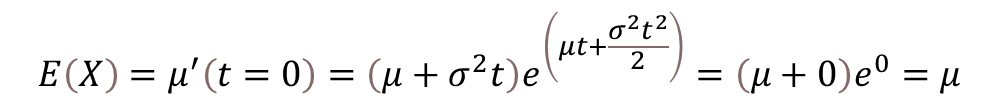 E(X) = μ′(t = 0) = (μ + σ²t)e^(μt+σ²t²/2) = (μ + 0)e⁰ = μ